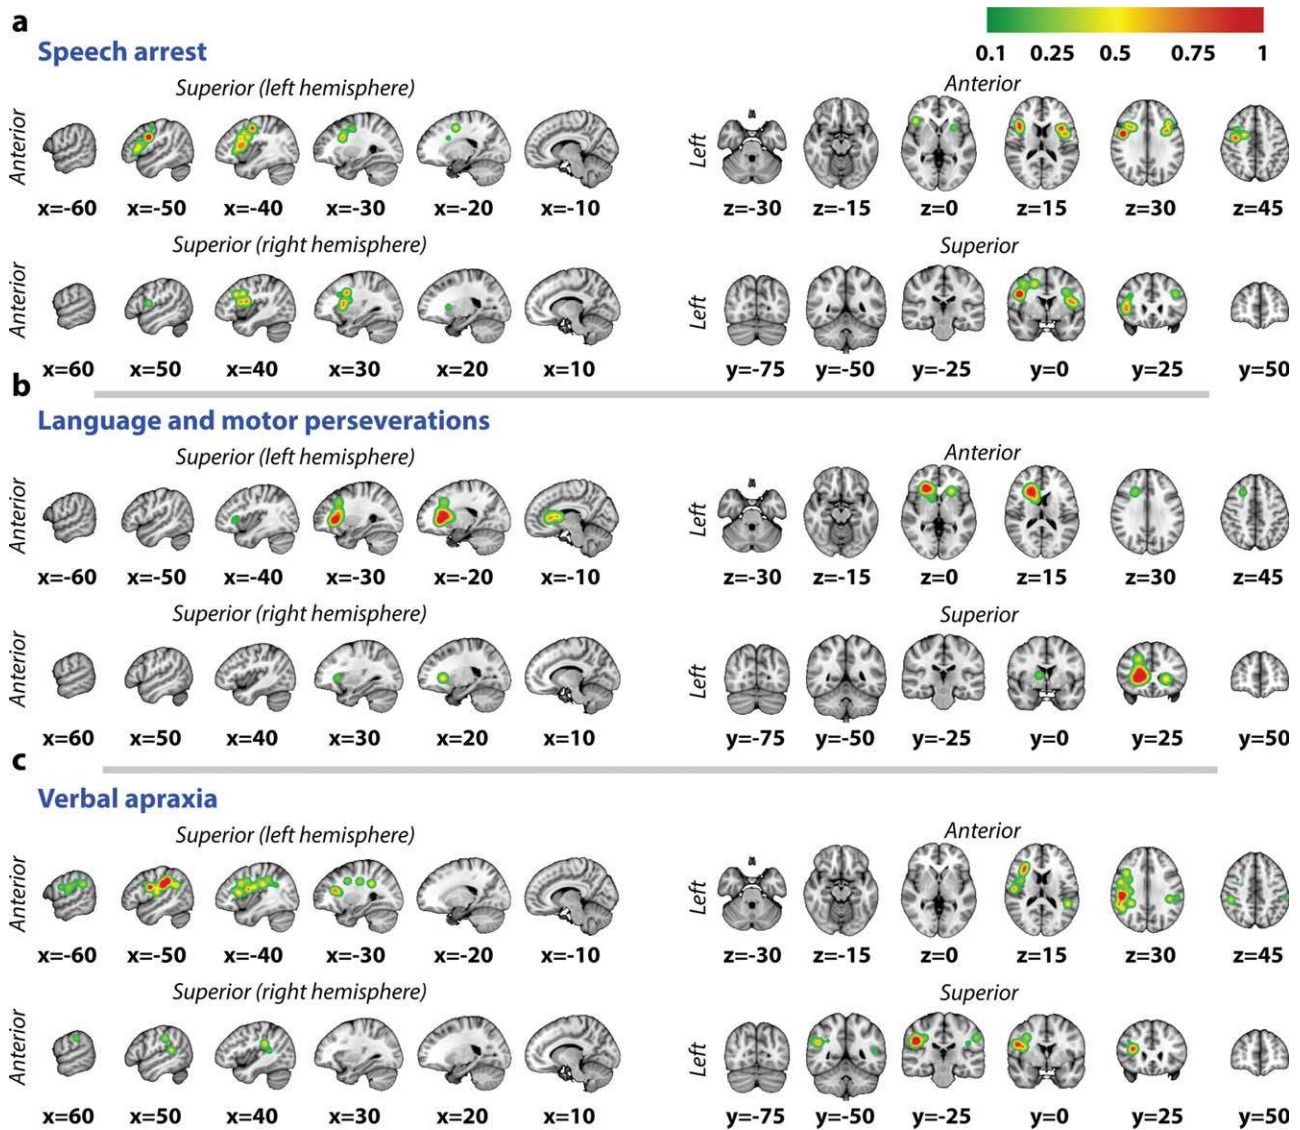 a
Speech arrest
0.1 0.25 0.5 0.75 1
Superior (left hemisphere)
Anterior
Anterior
Left
x=-60 x=-50 x=-40 x=-30 x=-20 x=-10
z=-30 z=-15 z=0 z=15 z=30 z=45
Superior (right hemisphere)
Superior
Anterior
Left
x=60 x=50 x=40 x=30 x=20 x=10
y=-75 y=-50 y=-25 y=0 y=25 y=50
b
Language and motor perseverations
Superior (left hemisphere)
Anterior
Anterior
Left
x=-60 x=-50 x=-40 x=-30 x=-20 x=-10
z=-30 z=-15 z=0 z=15 z=30 z=45
Superior (right hemisphere)
Superior
Anterior
Left
x=60 x=50 x=40 x=30 x=20 x=10
y=-75 y=-50 y=-25 y=0 y=25 y=50
c
Verbal apraxia
Superior (left hemisphere)
Anterior
Anterior
Left
x=-60 x=-50 x=-40 x=-30 x=-20 x=-10
z=-30 z=-15 z=0 z=15 z=30 z=45
Superior (right hemisphere)
Superior
Anterior
Left
x=60 x=50 x=40 x=30 x=20 x=10
y=-75 y=-50 y=-25 y=0 y=25 y=50